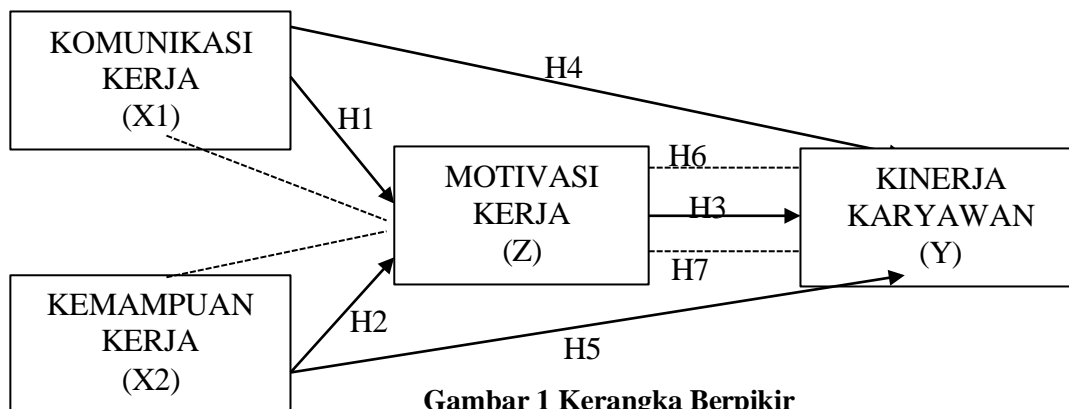 KOMUNIKASI
KERJA
(X1)
H4
H1
MOTIVASI
KERJA
(Z)
H6
H3
H7
KINERJA
KARYAWAN
(Y)
KEMAMPUAN
KERJA
(X2)
H2
H5
Gambar 1 Kerangka Berpikir